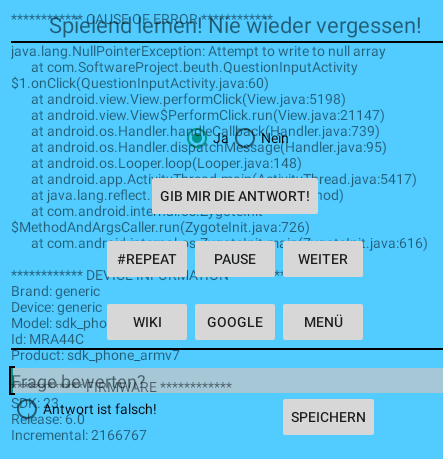 ************ CAUSE OF ERROR ************
Spielend lernen! Nie wieder vergessen!
java.lang.NullPointerException: Attempt to write to null array
at com.SoftwareProject.beuth.QuestionInputActivity
$1.onClick(QuestionInputActivity.java:60)
at android.view.View.performClick(View.java:5198)
at android.view.View$PerformClick.run(View.java:21147)
at android.os.Handler.handleCallback(Handler.java:739)
Ja Nein
at android.os.Handler.dispatchMessage(Handler.java:95)
at android.os.Looper.loop(Looper.java:148)
at android.app.ActivityThread.main(ActivityThread.java:5417)
GIB MIR DIE ANTWORT!
at java.lang.reflect.
at com.android.internal.os.ZygoteInit
$MethodAndArgsCaller.run(ZygoteInit.java:726)
at com.android.internal.os.ZygoteInit.main(ZygoteInit.java:616)
#REPEAT PAUSE WEITER
************ DEVICE INFORMATION
Brand: generic
Device: generic
Model: sdk_pho
WIKI GOOGLE MENÜ
Id: MRA44C
Product: sdk_phone_armv7
Frage bewerten?
************ FIRMWARE ************
SDK: 23
Antwort ist falsch!
SPEICHERN
Release: 6.0
Incremental: 2166767